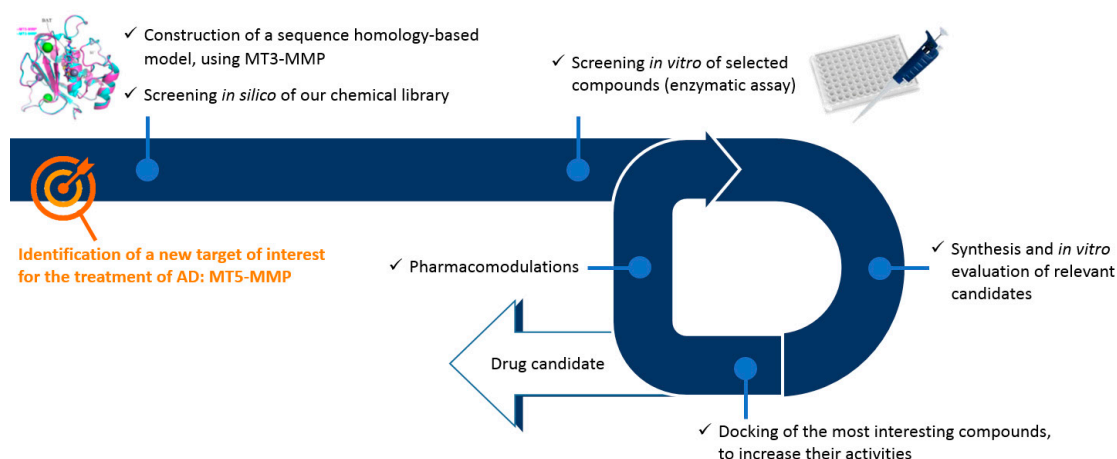 ✓ Construction of a sequence homology-based
model, using MT3-MMP
✓ Screening in silico of our chemical library
✓ Screening in vitro of selected
compounds (enzymatic assay)
Identification of a new target of interest
for the treatment of AD: MT5-MMP
✓ Pharmacomodulations
✓ Synthesis and in vitro
evaluation of relevant
candidates
Drug candidate
✓ Docking of the most interesting compounds,
to increase their activities